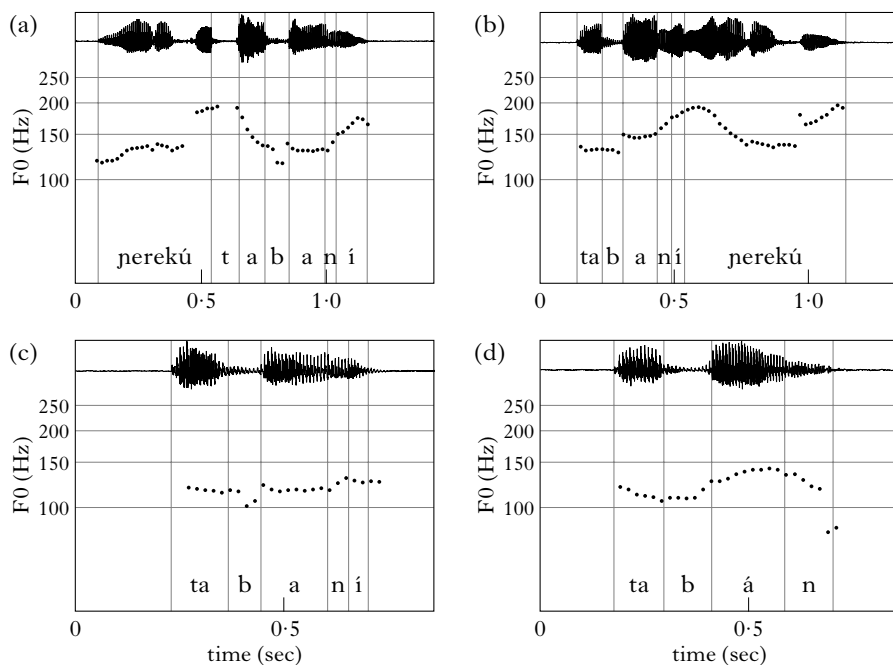 (a)
250
200
150
100
F0 (Hz)
ɲerekú t a b a n í
0 0·5 1·0
(b)
250
200
150
100
F0 (Hz)
ta b a n í ɲerekú
0 0·5 1·0
(c)
250
200
150
100
F0 (Hz)
ta b a n í
0 0·5
time (sec)
(d)
250
200
150
100
F0 (Hz)
ta b á n
0 0·5
time (sec)